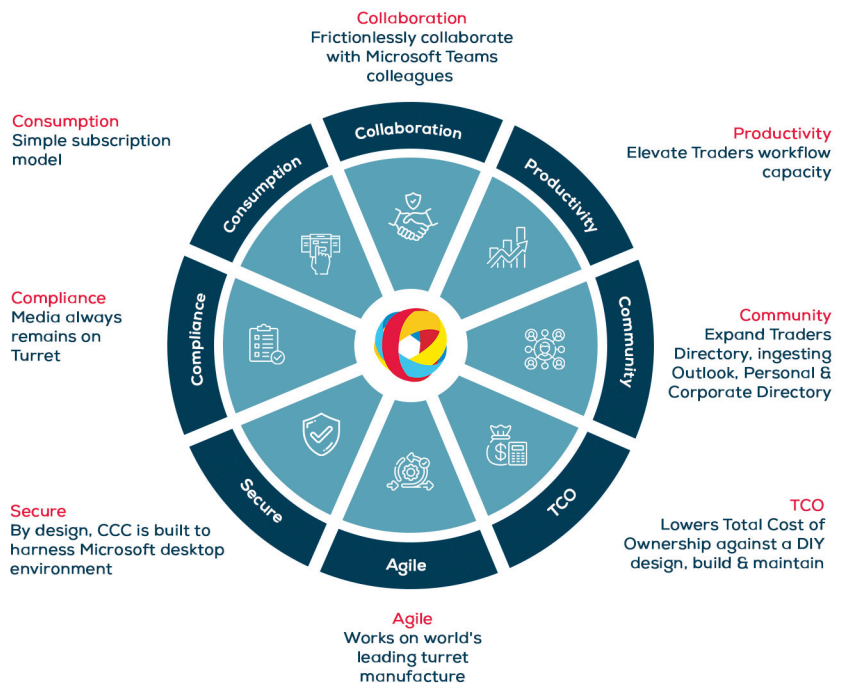 Collaboration
Frictionlessly collaborate
with Microsoft Teams
colleagues
Consumption
Simple subscription
model
Productivity
Elevate Traders workflow
capacity
Compliance
Media always
remains on
Turret
Community
Expand Traders
Directory, ingesting
Outlook, Personal &
Corporate Directory
Secure
By design, CCC is built to
harness Microsoft desktop
environment
TCO
Lowers Total Cost of
Ownership against a DIY
design, build & maintain
Agile
Works on world's
leading turret
manufacture
Collaboration
Productivity
Community
TCO
Agile
Secure
Compliance
Consumption
$